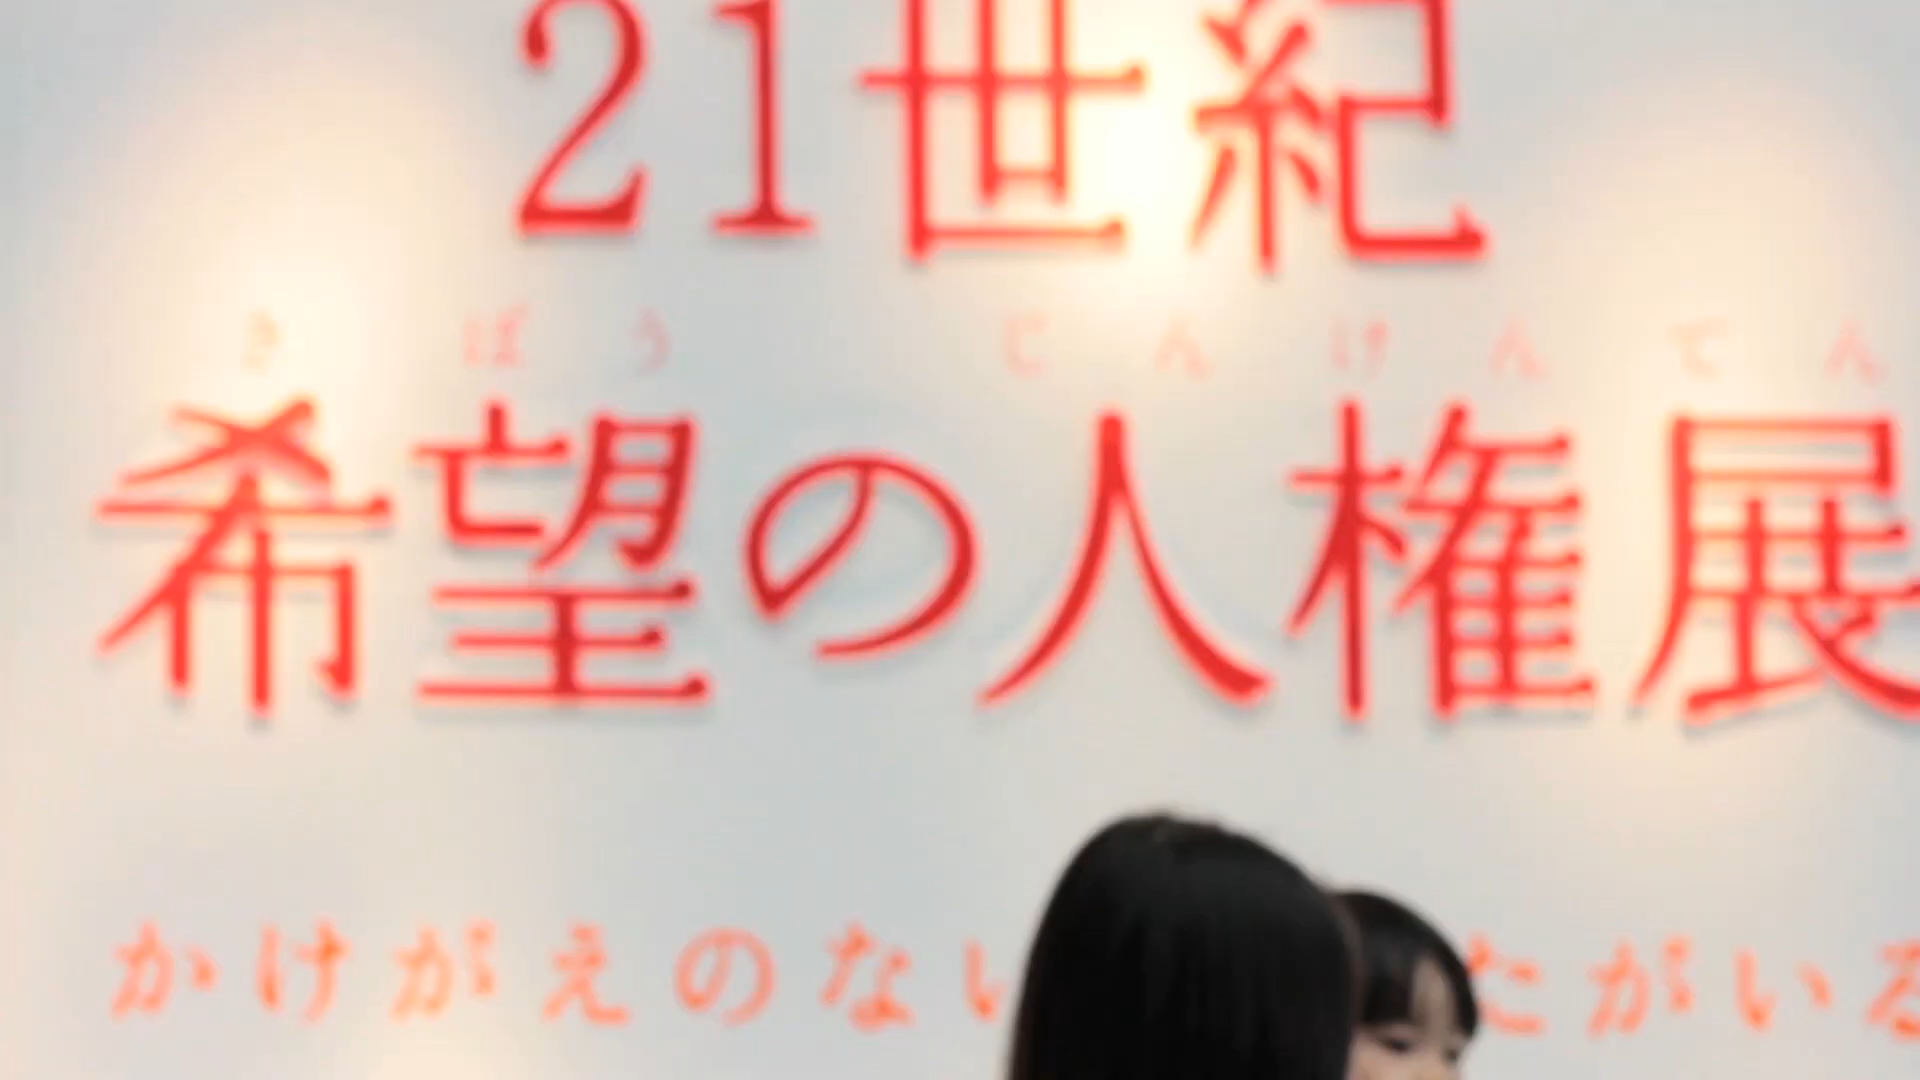 21世紀
きぼう じんけんてん
希望の人権展
かけがえのない たがいる